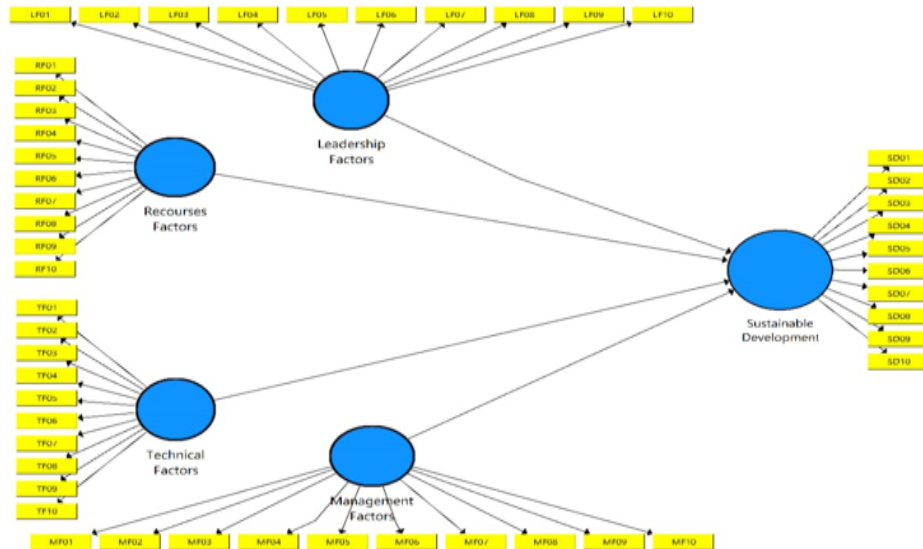 LF01 LF02 LF03 LF04 LF05 LF06 LF07 LF08 LF09 LF10
Leadership
Factors
RF01
RF02
RF03
RF04
RF05
RF06
RF07
RF08
RF09
RF10
Recourses
Factors
SD01
SD02
SD03
SD04
SD05
SD06
SD07
SD08
SD09
SD10
Sustainable
Development
TF01
TF02
TF03
TF04
TF05
TF06
TF07
TF08
TF09
TF10
Technical
Factors
Management
Factors
MF01 MF02 MF03 MF04 MF05 MF06 MF07 MF08 MF09 MF10